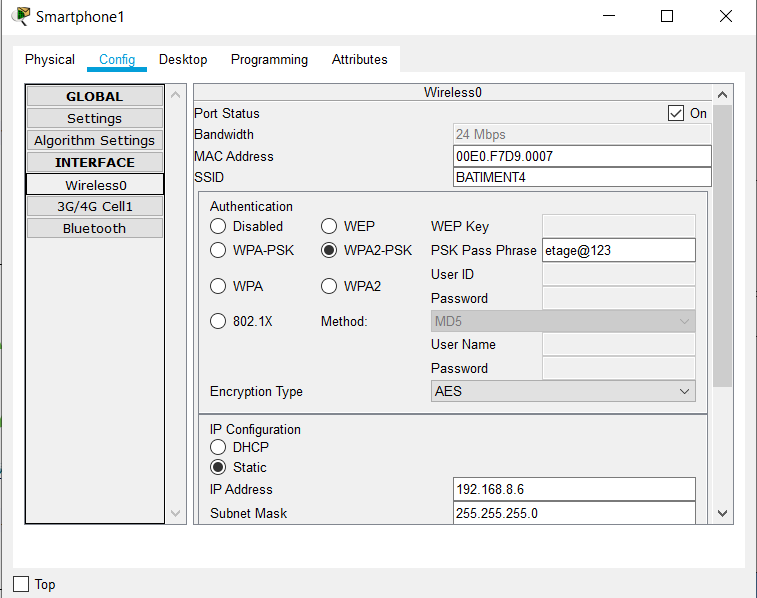 Smartphone1
Physical Config Desktop Programming Attributes
GLOBAL
Settings
Algorithm Settings
INTERFACE
Wireless0
3G/4G Cell1
Bluetooth
Wireless0
Port Status On
Bandwidth 24 Mbps
MAC Address 00E0.F7D9.0007
SSID BATIMENT4
Authentication
Disabled WEP WEP Key
WPA-PSK WPA2-PSK PSK Pass Phrase etage@123
User ID
WPA WPA2 Password
802.1X Method: MD5
User Name
Password
Encryption Type AES
IP Configuration
DHCP
Static
IP Address 192.168.8.6
Subnet Mask 255.255.255.0
Top